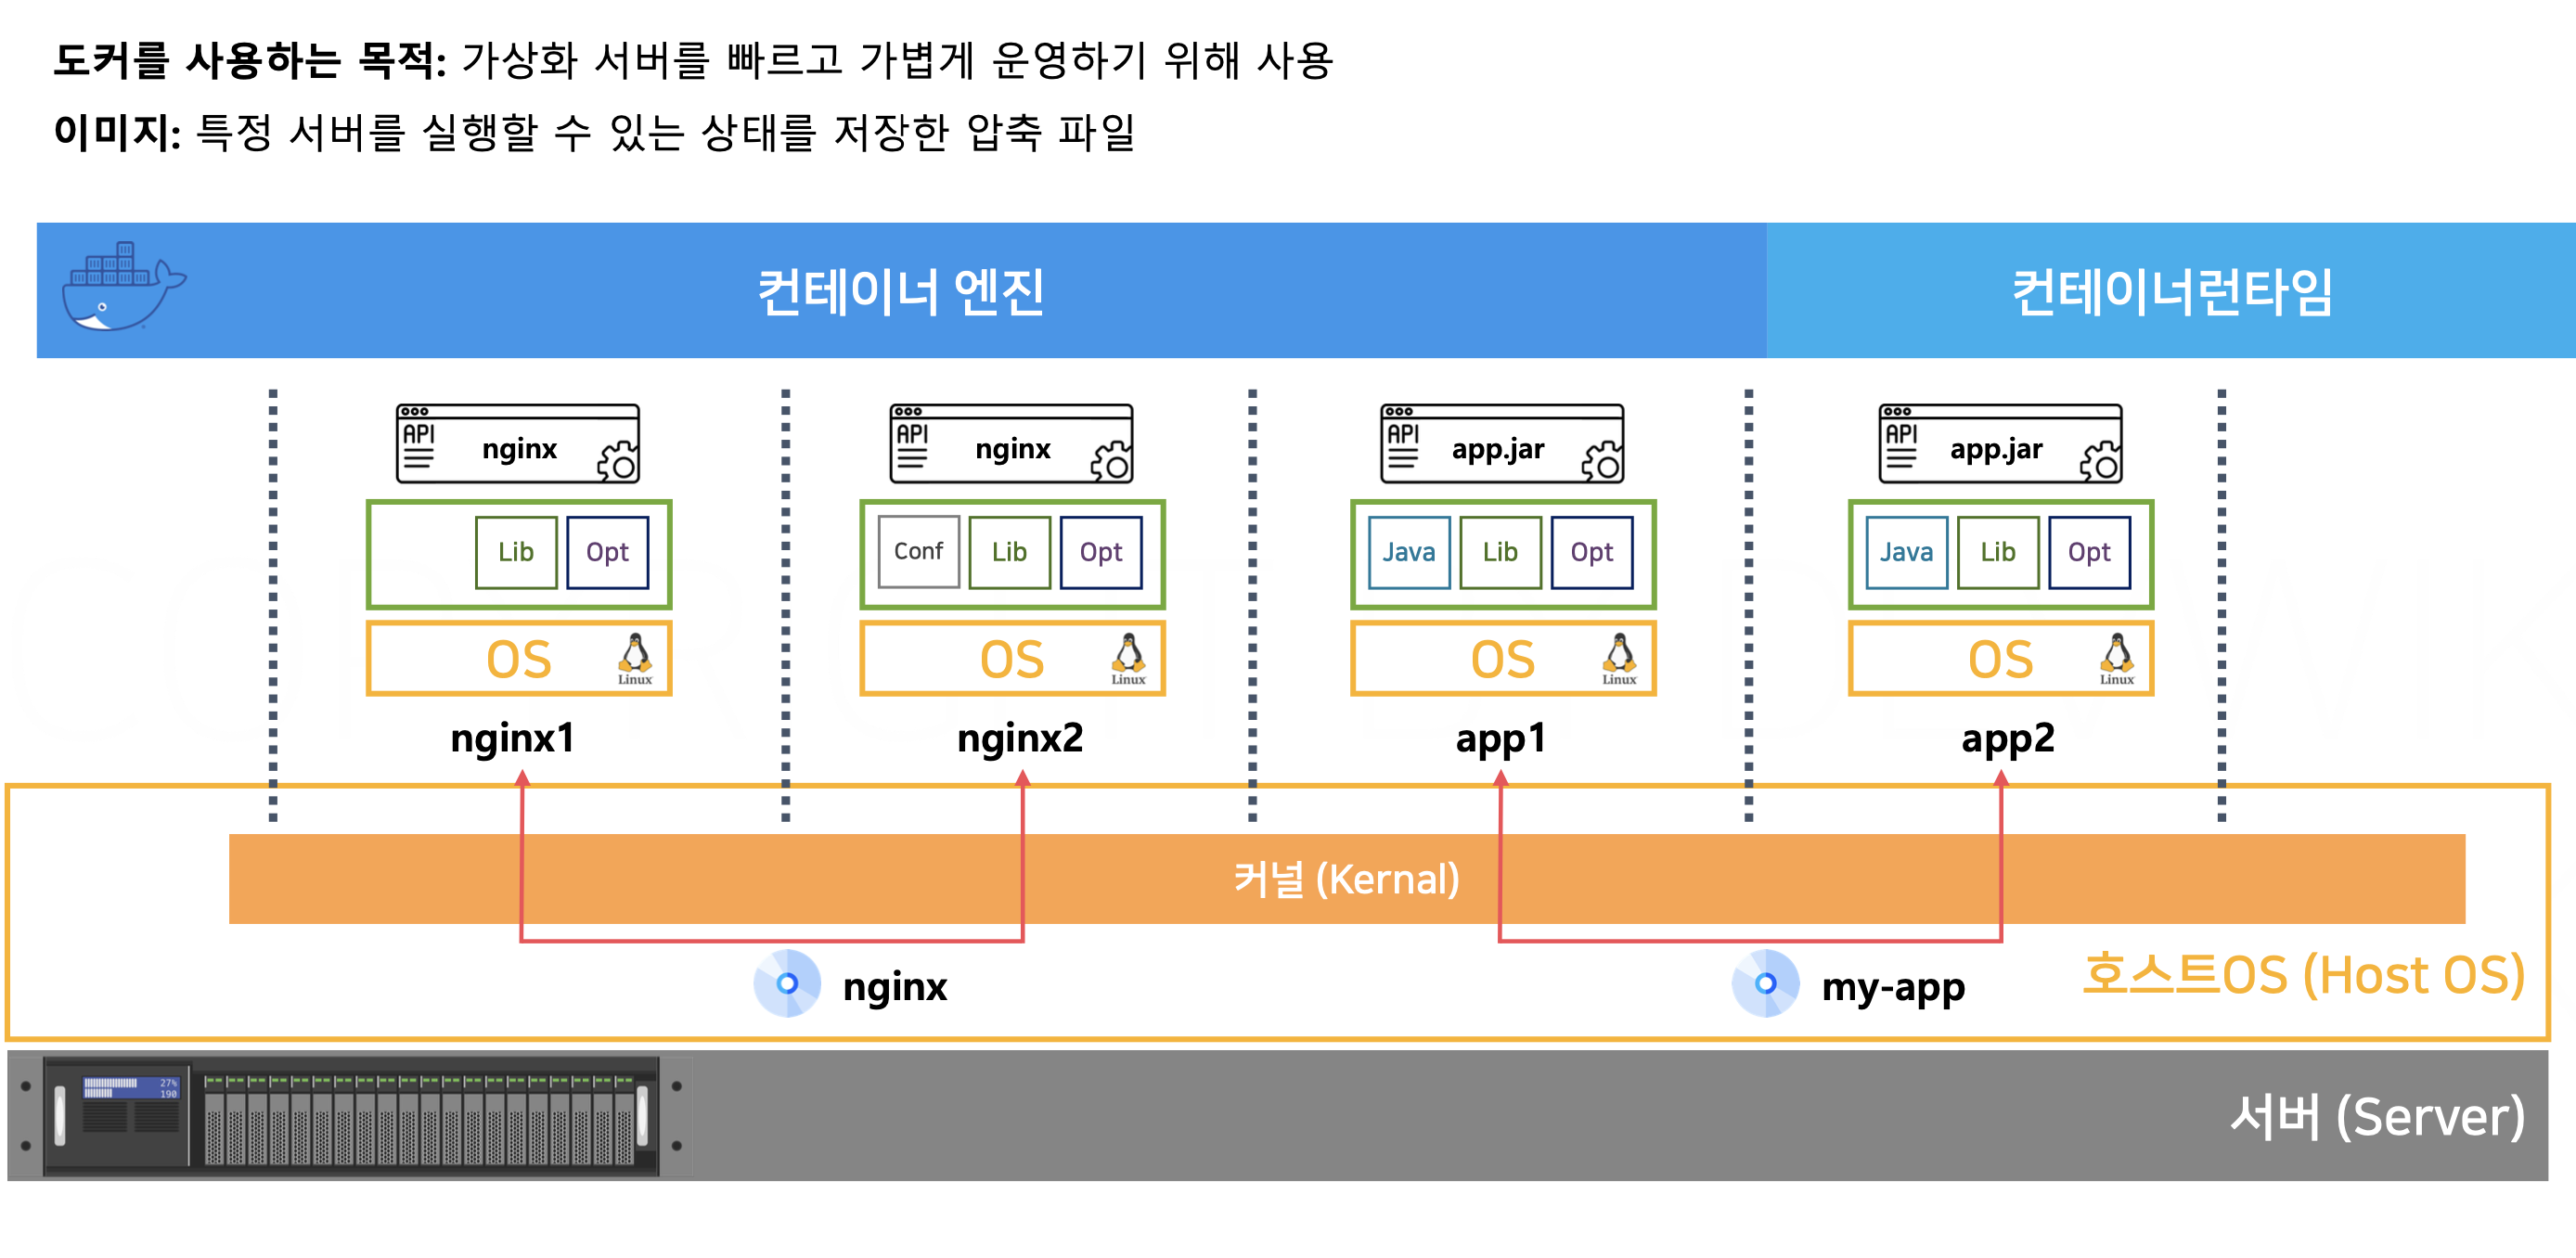 도커를 사용하는 목적: 가상화 서버를 빠르고 가볍게 운영하기 위해 사용
이미지: 특정 서버를 실행할 수 있는 상태를 저장한 압축 파일
컨테이너 엔진
컨테이너런타임
API nginx
API nginx
API app.jar
API app.jar
Lib Opt
Conf Lib Opt
Java Lib Opt
Java Lib Opt
OS Linux
OS Linux
OS Linux
OS Linux
nginx1
nginx2
app1
app2
커널 (Kernal)
nginx
my-app
호스트OS (Host OS)
27%
190
서버 (Server)